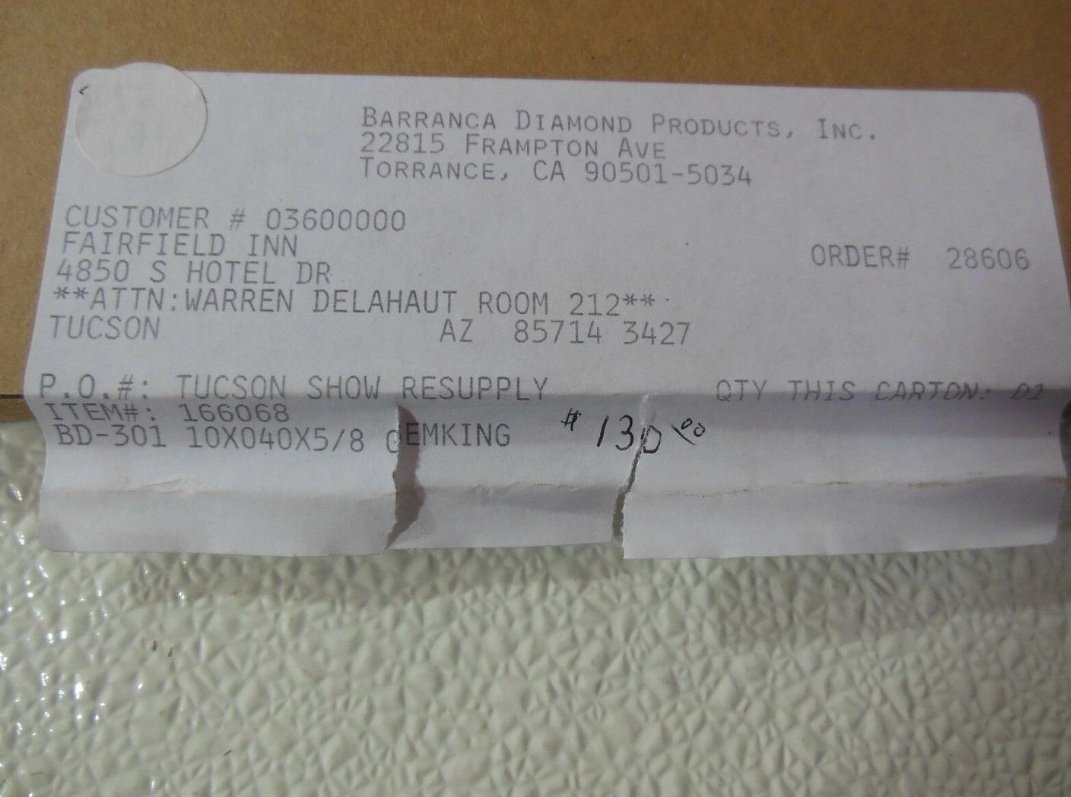 BARRANCA DIAMOND PRODUCTS, INC.
22815 FRAMPTON AVE
TORRANCE, CA 90501-5034
CUSTOMER # 03600000
FAIRFIELD INN
ORDER# 28606
4850 S HOTEL DR
**ATTN:WARREN DELAHAUT ROOM 212**
TUCSON AZ 85714 3427
P.O.#: TUCSON SHOW RESUPPLY QTY THIS CARTON: 01
ITEM#: 166068
BD-301 10X040X5/8 GEMKING # 130 00